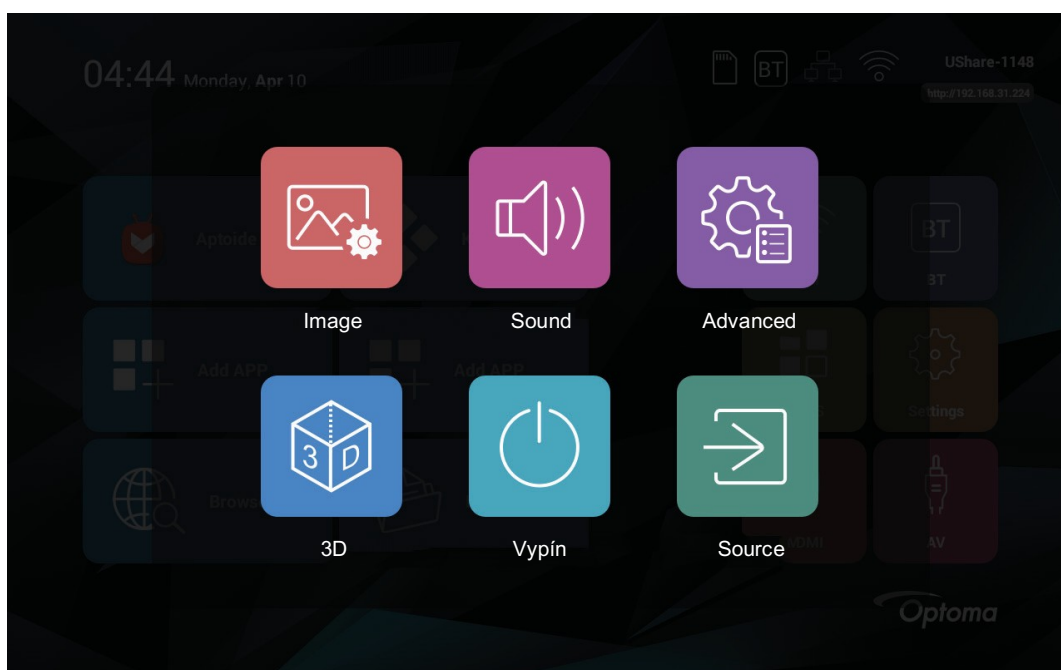 04:44 Monday, Apr 10
BT
UShare-1148
http://192.168.31.224
Aptoide
BT
BT
Image
Sound
Advanced
Add APP
Add APP
Settings
3 D
Brows
HDMI
AV
3D
Vypín
Source
Optoma